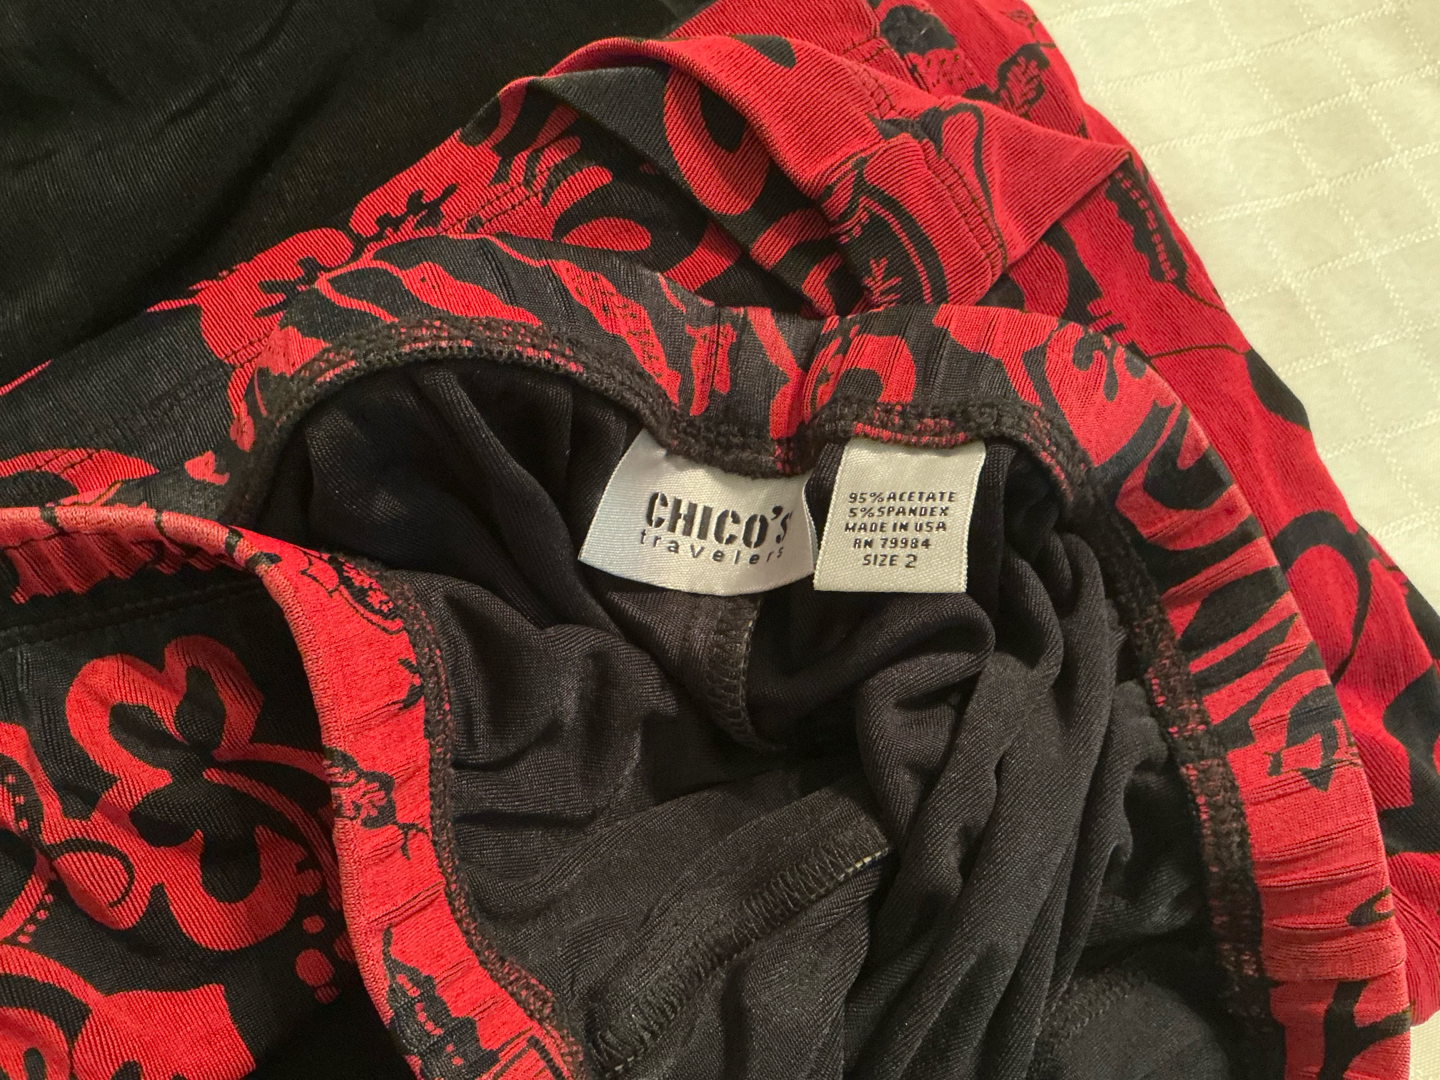 CHICO'S
travelers
95% ACETATE
5% SPANDEX
MADE IN USA
RN 79984
SIZE 2